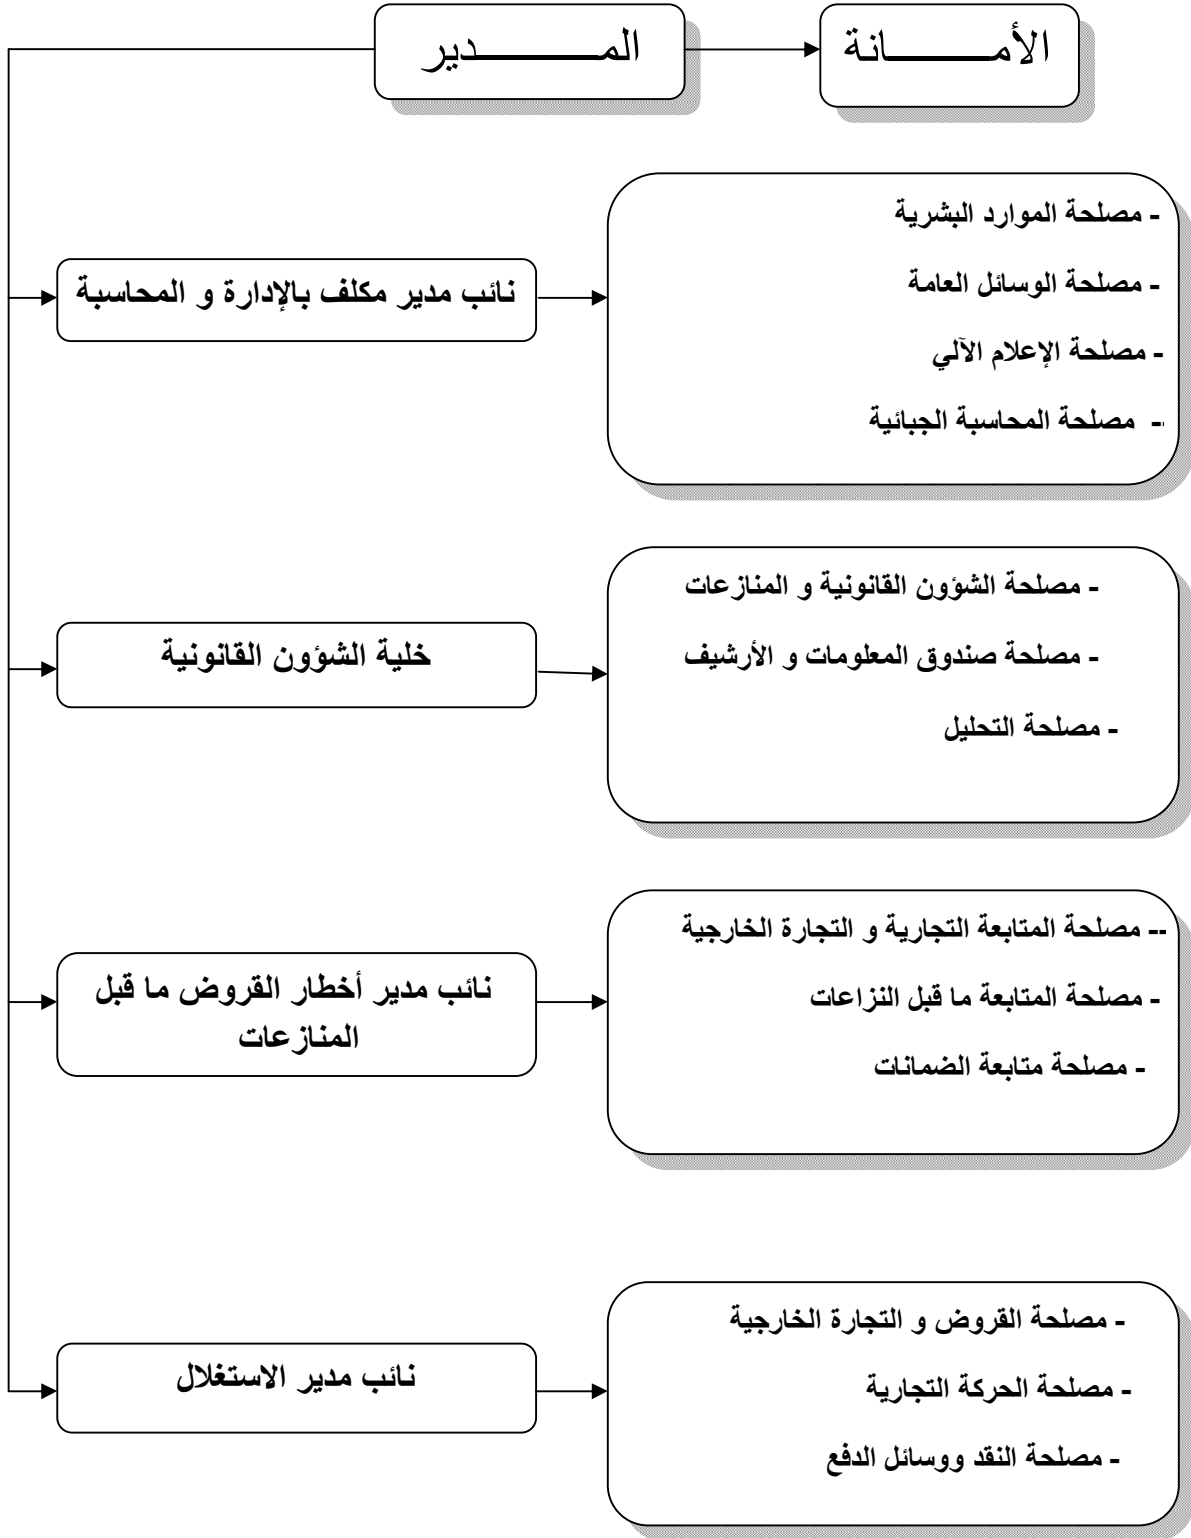 المـــــــــدير
الأمـــــــــانة
نائب مدير مكلف بالإدارة و المحاسبة
- مصلحة الموارد البشرية
- مصلحة الوسائل العامة
- مصلحة الإعلام الآلي
- مصلحة المحاسبة الجبائية
خلية الشؤون القانونية
- مصلحة الشؤون القانونية و المنازعات
- مصلحة صندوق المعلومات و الأرشيف
- مصلحة التحليل
نائب مدير أخطار القروض ما قبل
المنازعات
-- مصلحة المتابعة التجارية و التجارة الخارجية
- مصلحة المتابعة ما قبل النزاعات
- مصلحة متابعة الضمانات
نائب مدير الاستغلال
- مصلحة القروض و التجارة الخارجية
- مصلحة الحركة التجارية
- مصلحة النقد ووسائل الدفع